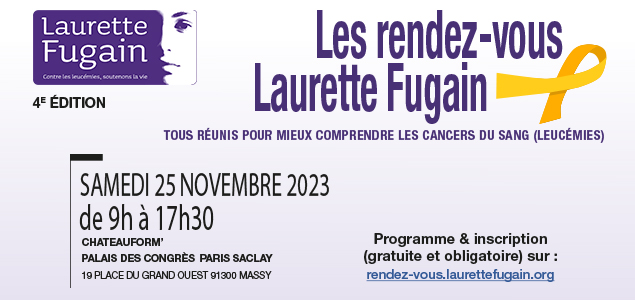 Laurette
Fugain
Contre les leucémies, soutenons la vie
4E ÉDITION
Les rendez-vous
Laurette Fugain
TOUS RÉUNIS POUR MIEUX COMPRENDRE LES CANCERS DU SANG (LEUCÉMIES)
SAMEDI 25 NOVEMBRE 2023
de 9h à 17h30
CHATEAUFORM'
PALAIS DES CONGRÈS PARIS SACLAY
19 PLACE DU GRAND OUEST 91300 MASSY
Programme & inscription
(gratuite et obligatoire) sur :
rendez-vous.laurettefugain.org